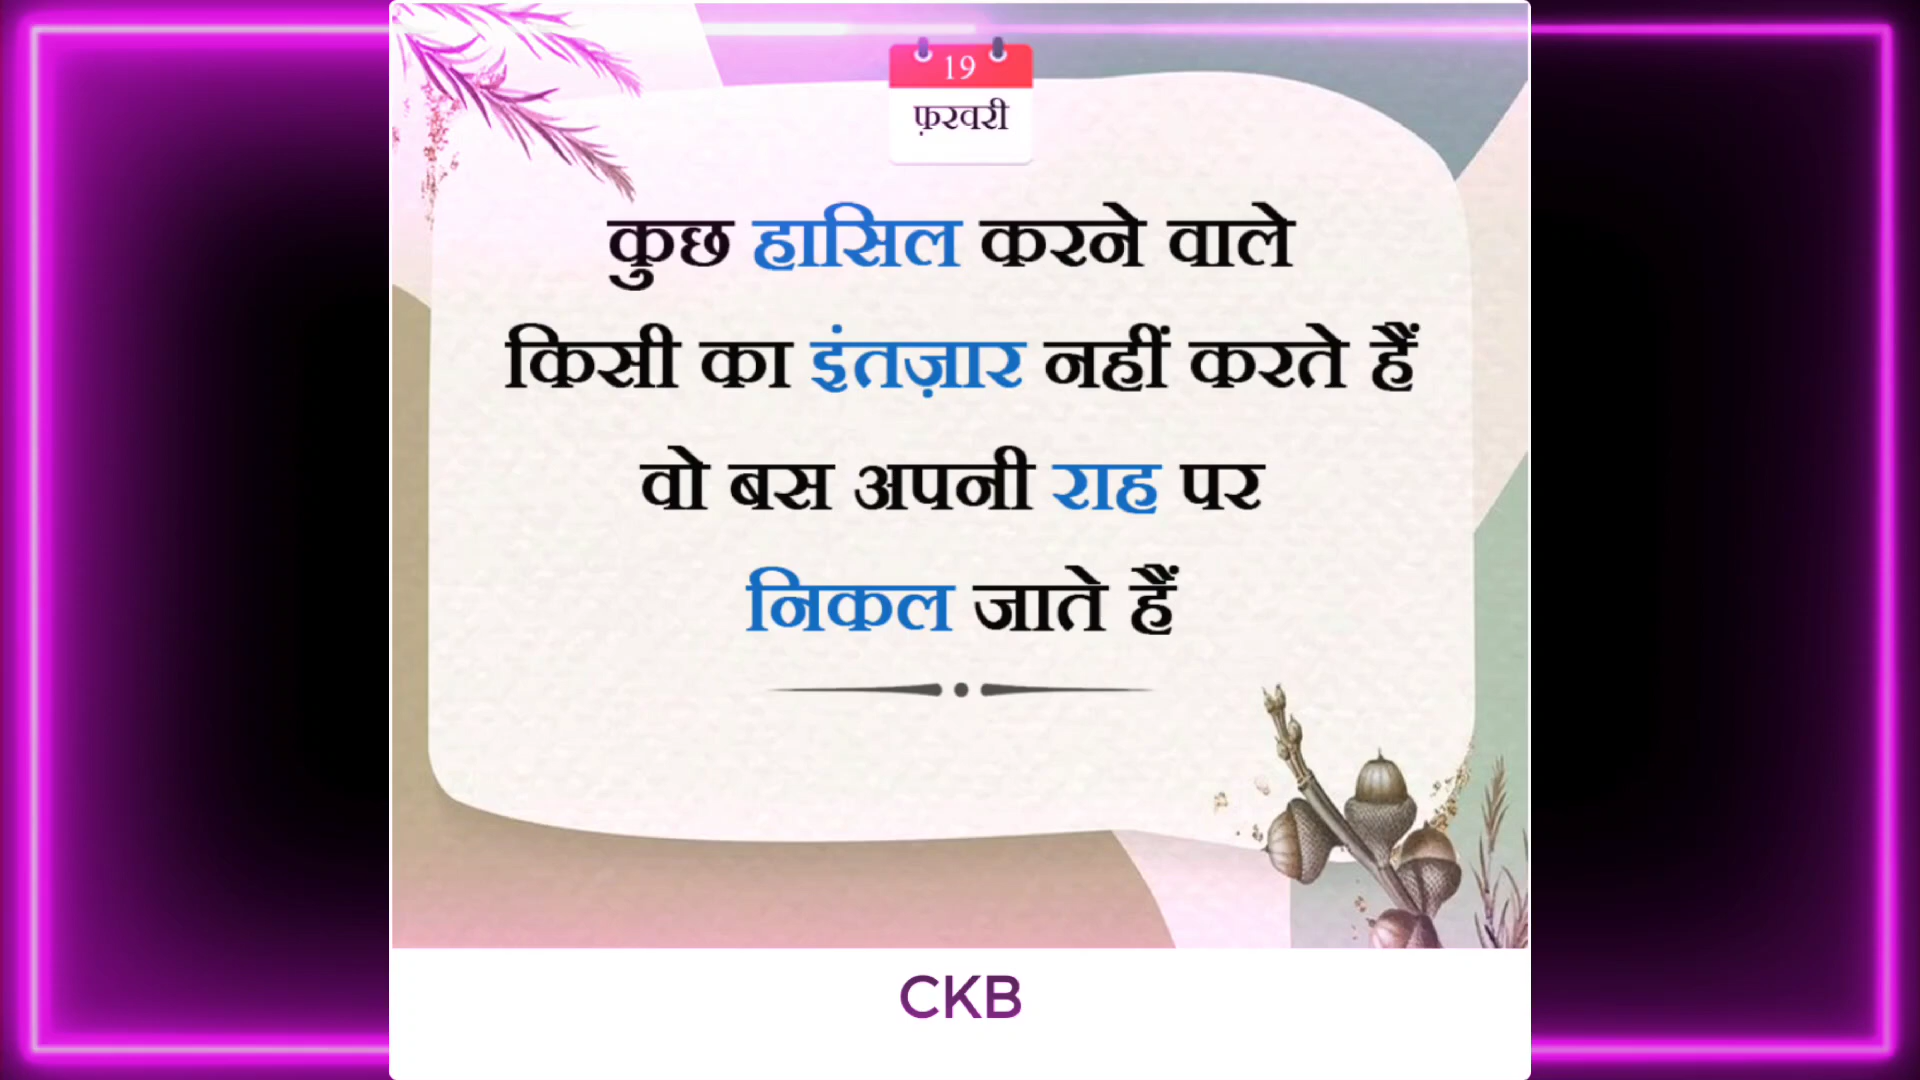 19
फ़रवरी
कुछ हासिल करने वाले
किसी का इंतज़ार नहीं करते हैं
वो बस अपनी राह पर
निकल जाते हैं
CKB